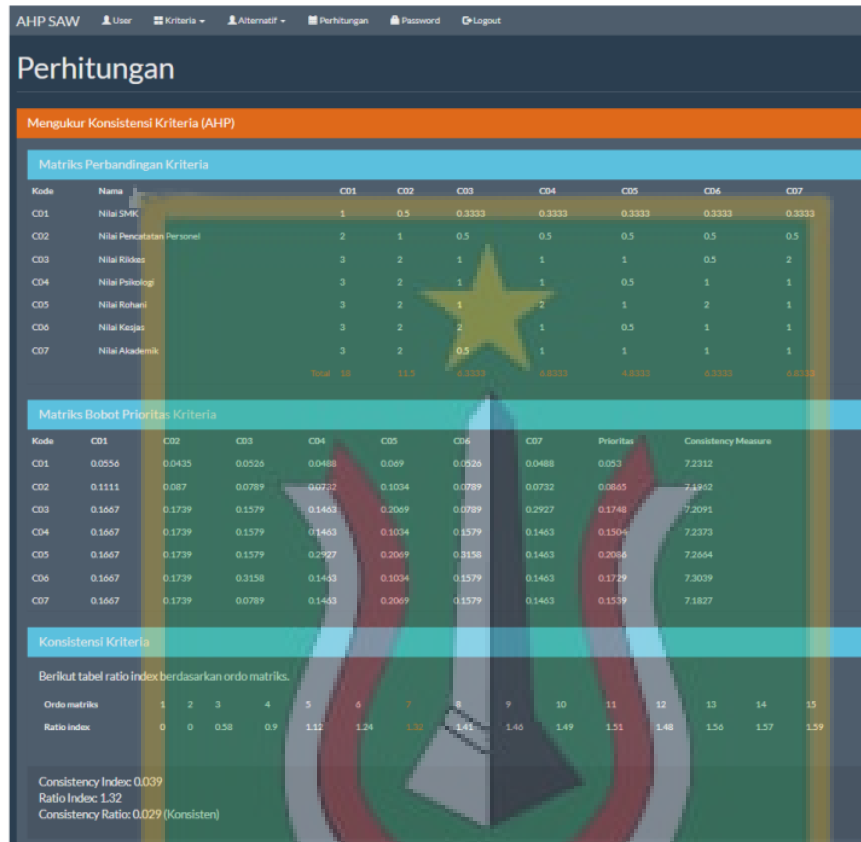 AHP SAW User Kriteria Alternatif Perhitungan Password Logout
Perhitungan
Mengukur Konsistensi Kriteria (AHP)
Matriks Perbandingan Kriteria
Kode Nama C01 C02 C03 C04 C05 C06 C07
C01 Nilai SMK 1 0.5 0.3333 0.3333 0.3333 0.3333 0.3333
C02 Nilai Pencatatan Personel 2 1 0.5 0.5 0.5 0.5 0.5
C03 Nilai Rikkes 3 2 1 1 1 0.5 2
C04 Nilai Psikologi 3 2 1 1 0.5 1 1
C05 Nilai Rohani 3 2 1 2 1 2 1
C06 Nilai Kesjas 3 2 2 1 0.5 1 1
C07 Nilai Akademik 3 2 0.5 1 1 1 1
Total 18 11.5 6.3333 6.8333 4.8333 6.3333 6.8333
Matriks Bobot Prioritas Kriteria
Kode C01 C02 C03 C04 C05 C06 C07 Prioritas Consistency Measure
C01 0.0556 0.0435 0.0526 0.0488 0.069 0.0526 0.0488 0.053 7.2312
C02 0.1111 0.087 0.0789 0.0732 0.1034 0.0789 0.0732 0.0865 7.1962
C03 0.1667 0.1739 0.1579 0.1463 0.2069 0.0789 0.2927 0.1748 7.2091
C04 0.1667 0.1739 0.1579 0.1463 0.1034 0.1579 0.1463 0.1504 7.2373
C05 0.1667 0.1739 0.1579 0.2927 0.2069 0.3158 0.1463 0.2086 7.2664
C06 0.1667 0.1739 0.3158 0.1463 0.1034 0.1579 0.1463 0.1729 7.3039
C07 0.1667 0.1739 0.0789 0.1463 0.2069 0.1579 0.1463 0.1539 7.1827
Konsistensi Kriteria
Berikut tabel ratio index berdasarkan ordo matriks.
Ordo matriks 1 2 3 4 5 6 7 8 9 10 11 12 13 14 15
Ratio index 0 0 0.58 0.9 1.12 1.24 1.32 1.41 1.46 1.49 1.51 1.48 1.56 1.57 1.59
Consistency Index: 0.039
Ratio Index: 1.32
Consistency Ratio: 0.029 (Konsisten)